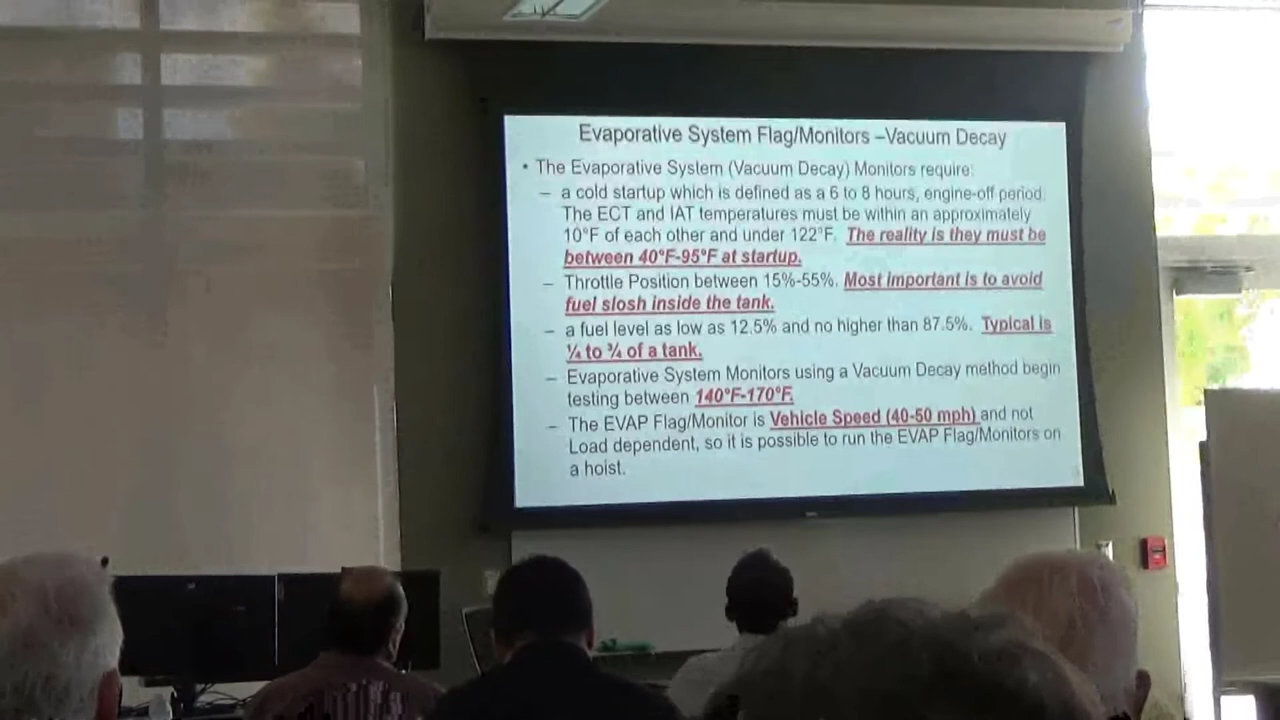 Evaporative System Flag/Monitors –Vacuum Decay
• The Evaporative System (Vacuum Decay) Monitors require:
– a cold startup which is defined as a 6 to 8 hours, engine-off period.
The ECT and IAT temperatures must be within an approximately
10°F of each other and under 122°F. The reality is they must be
between 40°F-95°F at startup.
– Throttle Position between 15%-55%. Most important is to avoid
fuel slosh inside the tank.
– a fuel level as low as 12.5% and no higher than 87.5%. Typical is
¼ to ¾ of a tank.
– Evaporative System Monitors using a Vacuum Decay method begin
testing between 140°F-170°F.
– The EVAP Flag/Monitor is Vehicle Speed (40-50 mph) and not
Load dependent, so it is possible to run the EVAP Flag/Monitors on
a hoist.